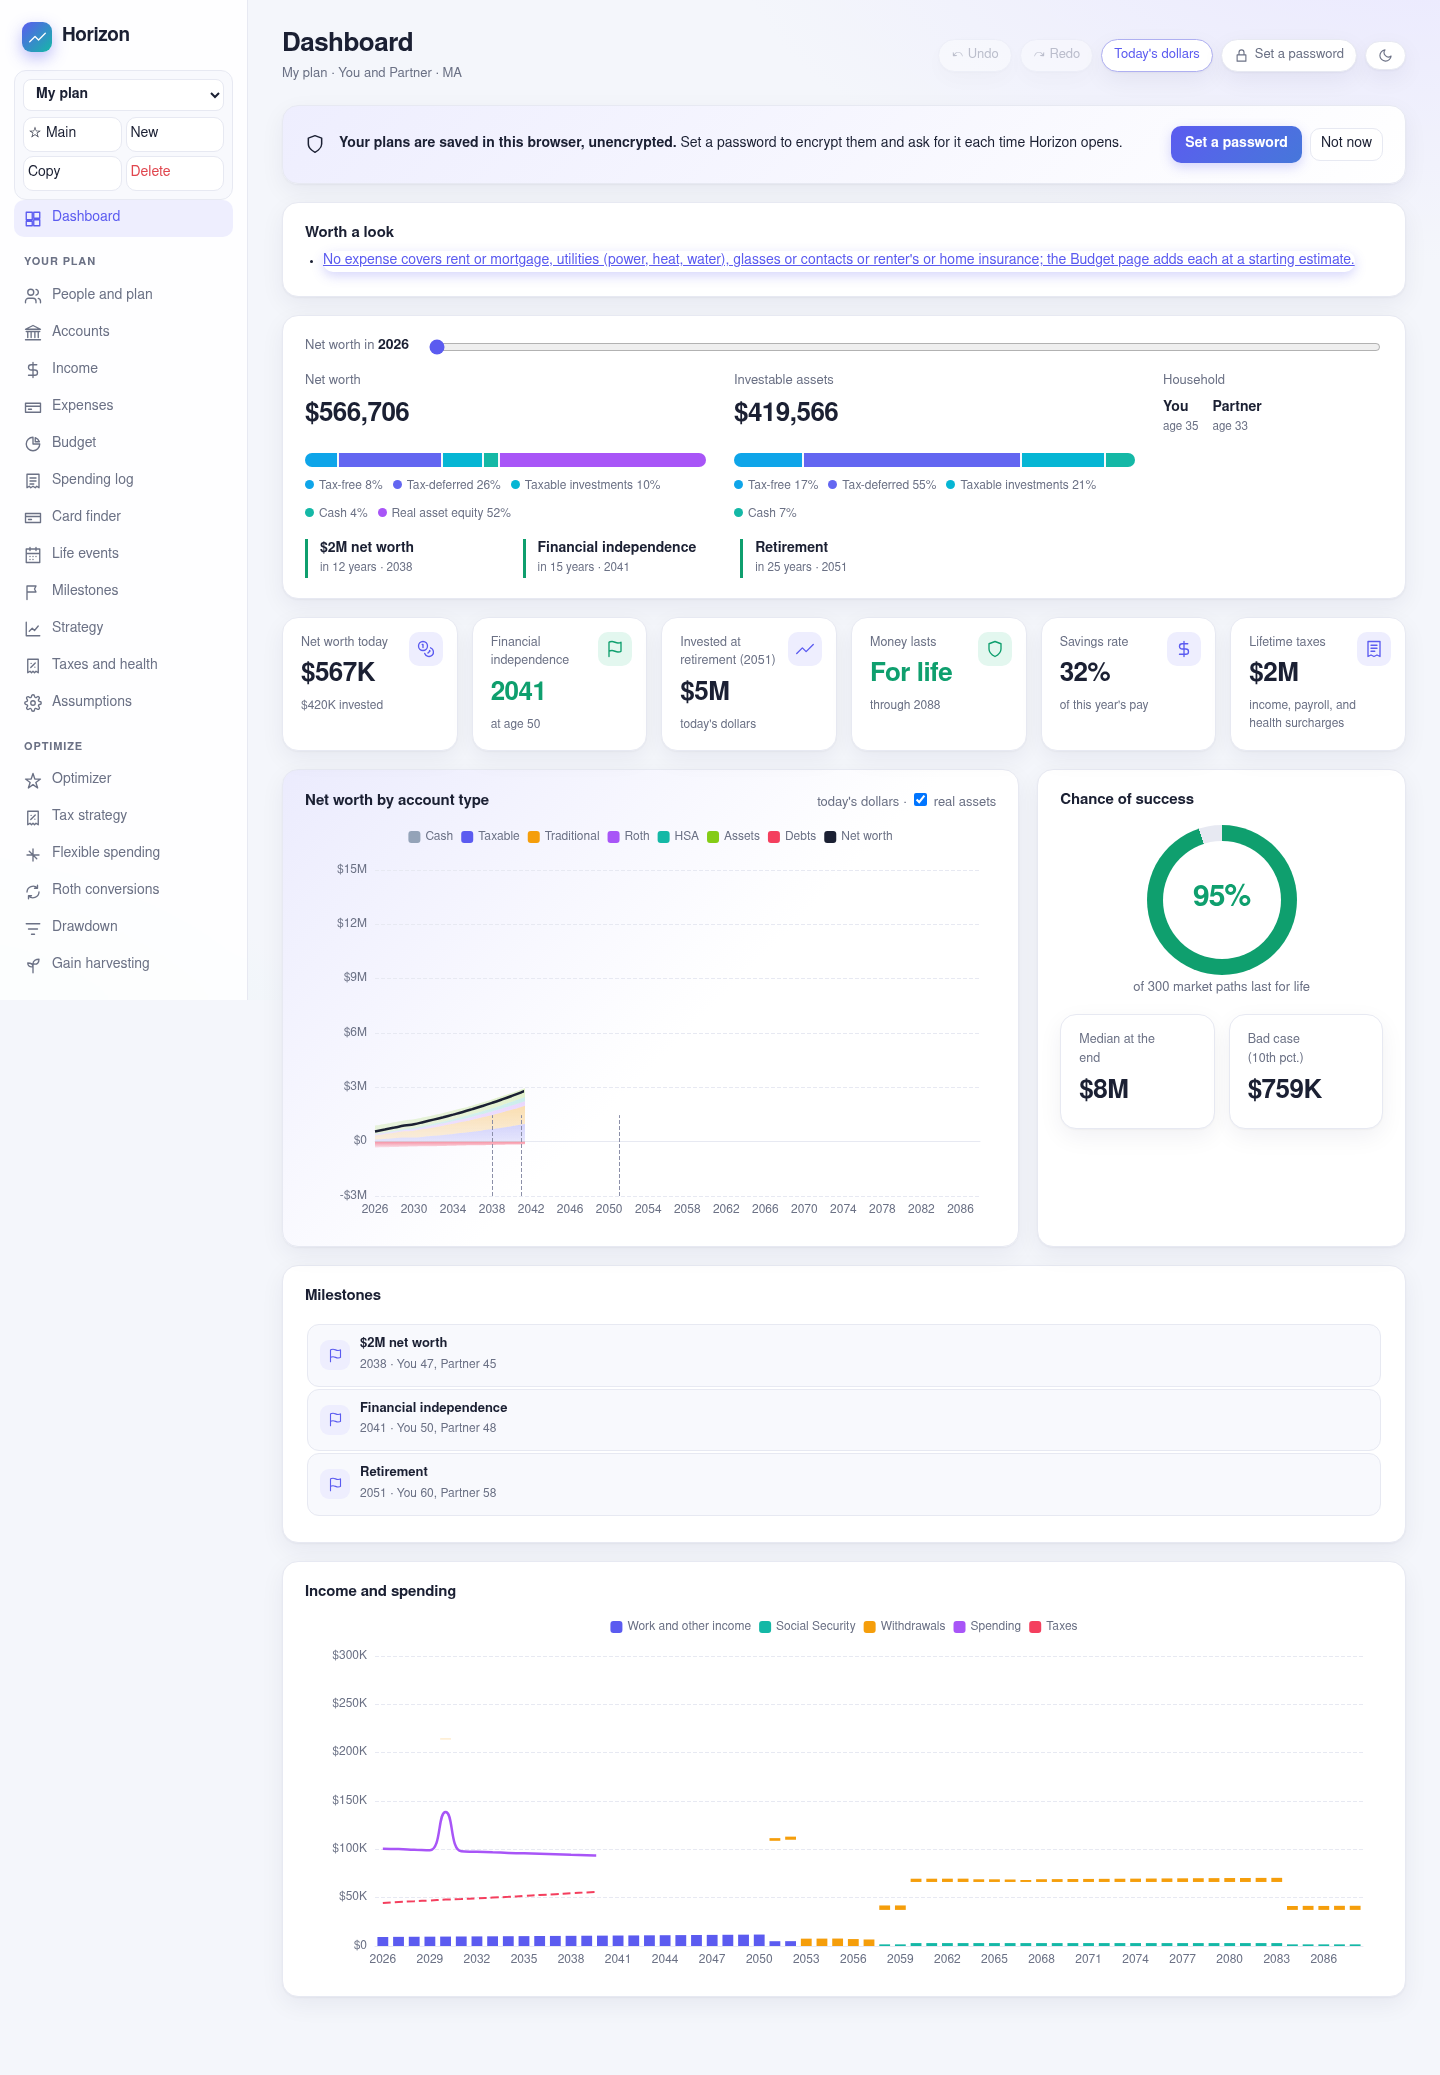 Horizon
My plan
☆ Main
New
Copy
Delete
Dashboard
YOUR PLAN
People and plan
Accounts
Income
Expenses
Budget
Spending log
Card finder
Life events
Milestones
Strategy
Taxes and health
Assumptions
OPTIMIZE
Optimizer
Tax strategy
Flexible spending
Roth conversions
Drawdown
Gain harvesting
Dashboard
My plan · You and Partner · MA
Undo
Redo
Today's dollars
Set a password
Your plans are saved in this browser, unencrypted. Set a password to encrypt them and ask for it each time Horizon opens.
Set a password
Not now
Worth a look
• No expense covers rent or mortgage, utilities (power, heat, water), glasses or contacts or renter's or home insurance; the Budget page adds each at a starting estimate.
Net worth in 2026
Net worth
$566,706
Tax-free 8% Tax-deferred 26% Taxable investments 10%
Cash 4% Real asset equity 52%
Investable assets
$419,566
Tax-free 17% Tax-deferred 55% Taxable investments 21%
Cash 7%
Household
You Partner
age 35 age 33
$2M net worth
in 12 years · 2038
Financial independence
in 15 years · 2041
Retirement
in 25 years · 2051
Net worth today
$567K
$420K invested
Financial
independence
2041
at age 50
Invested at
retirement (2051)
$5M
today's dollars
Money lasts
For life
through 2088
Savings rate
32%
of this year's pay
Lifetime taxes
$2M
income, payroll, and
health surcharges
Net worth by account type
today's dollars · real assets
Cash Taxable Traditional Roth HSA Assets Debts Net worth
$15M
$12M
$9M
$6M
$3M
$0
-$3M
2026 2030 2034 2038 2042 2046 2050 2054 2058 2062 2066 2070 2074 2078 2082 2086
Chance of success
95%
of 300 market paths last for life
Median at the
end
$8M
Bad case
(10th pct.)
$759K
Milestones
$2M net worth
2038 · You 47, Partner 45
Financial independence
2041 · You 50, Partner 48
Retirement
2051 · You 60, Partner 58
Income and spending
Work and other income Social Security Withdrawals Spending Taxes
$300K
$250K
$200K
$150K
$100K
$50K
$0
2026 2029 2032 2035 2038 2041 2044 2047 2050 2053 2056 2059 2062 2065 2068 2071 2074 2077 2080 2083 2086